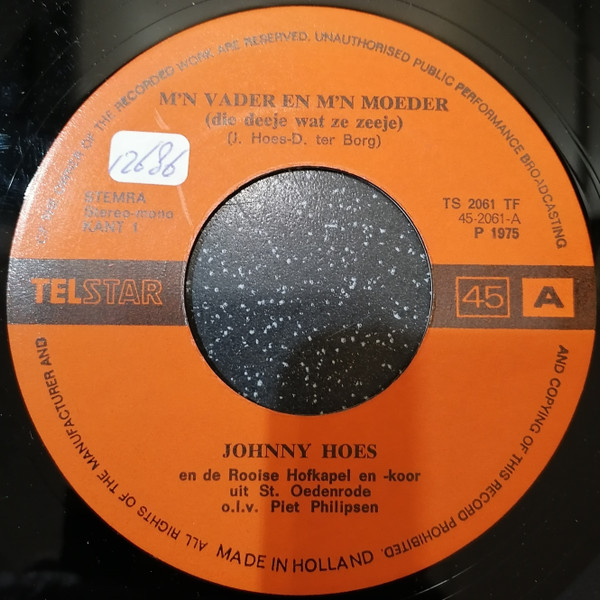 ALL RIGHTS OF THE MANUFACTURER AND
OF THE RECORDED WORK ARE RESERVED. UNAUTHORISED PUBLIC PERFORMANCE BROADCASTING
AND COPYING OF THIS RECORD PROHIBITED.
M'N VADER EN M'N MOEDER
(die deeje wat ze zeeje)
(J. Hoes-D. ter Borg)
12686
STEMRA
Stereo-mono
KANT 1
TS 2061 TF
45-2061-A
P 1975
TELSTAR
45 A
JOHNNY HOES
en de Rooise Hofkapel en -koor
uit St. Oedenrode
o.l.v. Piet Philipsen
MADE IN HOLLAND